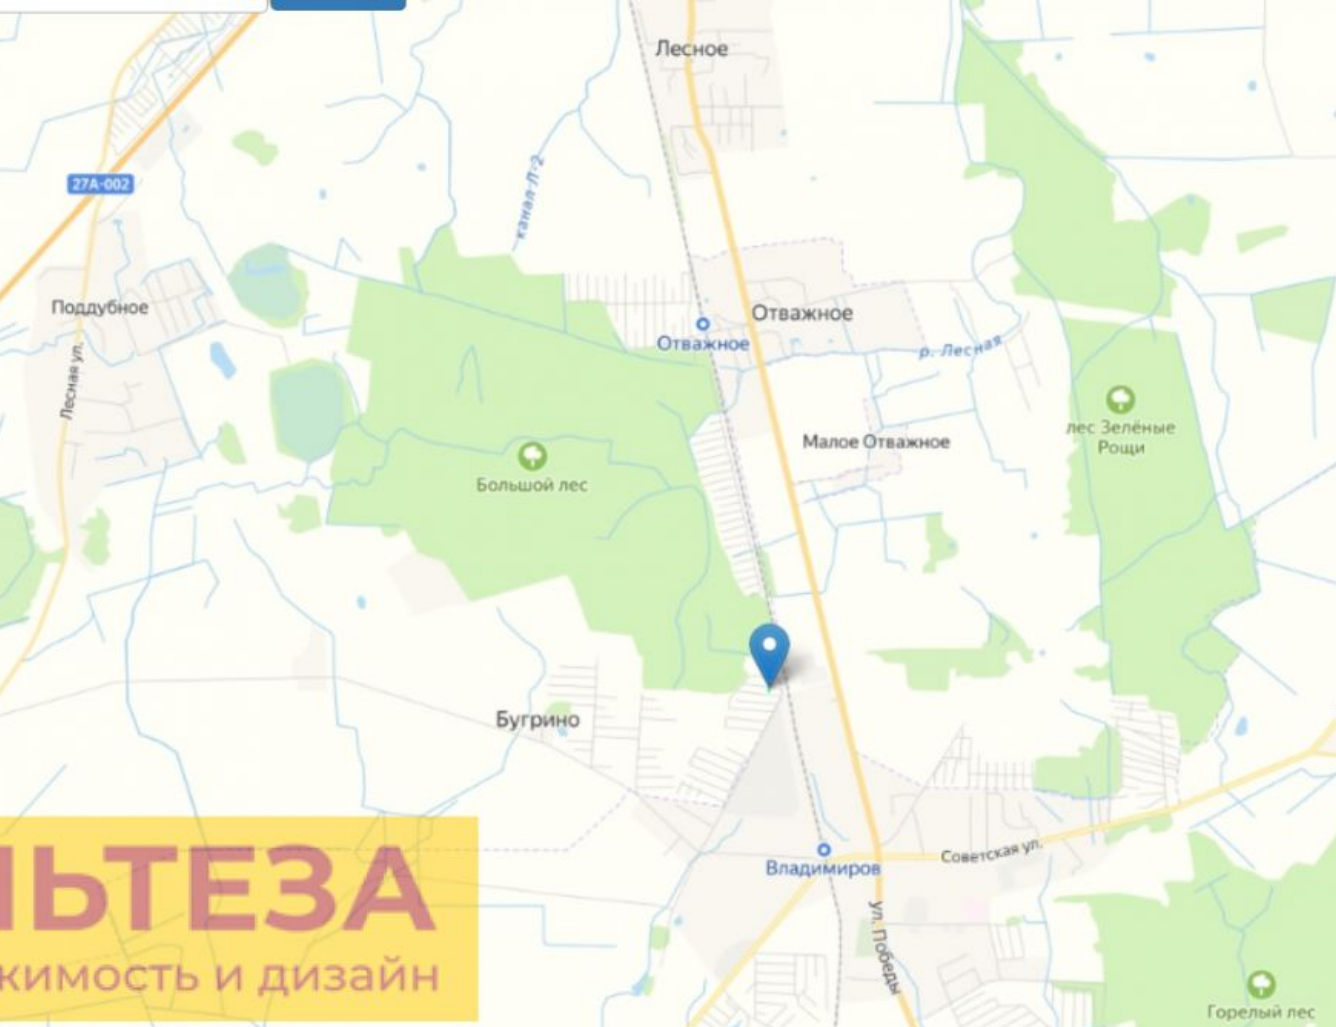 Лесное
27А-002
канал Л-2
Поддубное
Отважное
Отважное
р. Лесная
Лесная ул.
лес Зелёные
Рощи
Малое Отважное
Большой лес
Бугрино
ЬТЕЗА
Советская ул.
Владимиров
ул. Победы
жимость и дизайн
Горелый лес